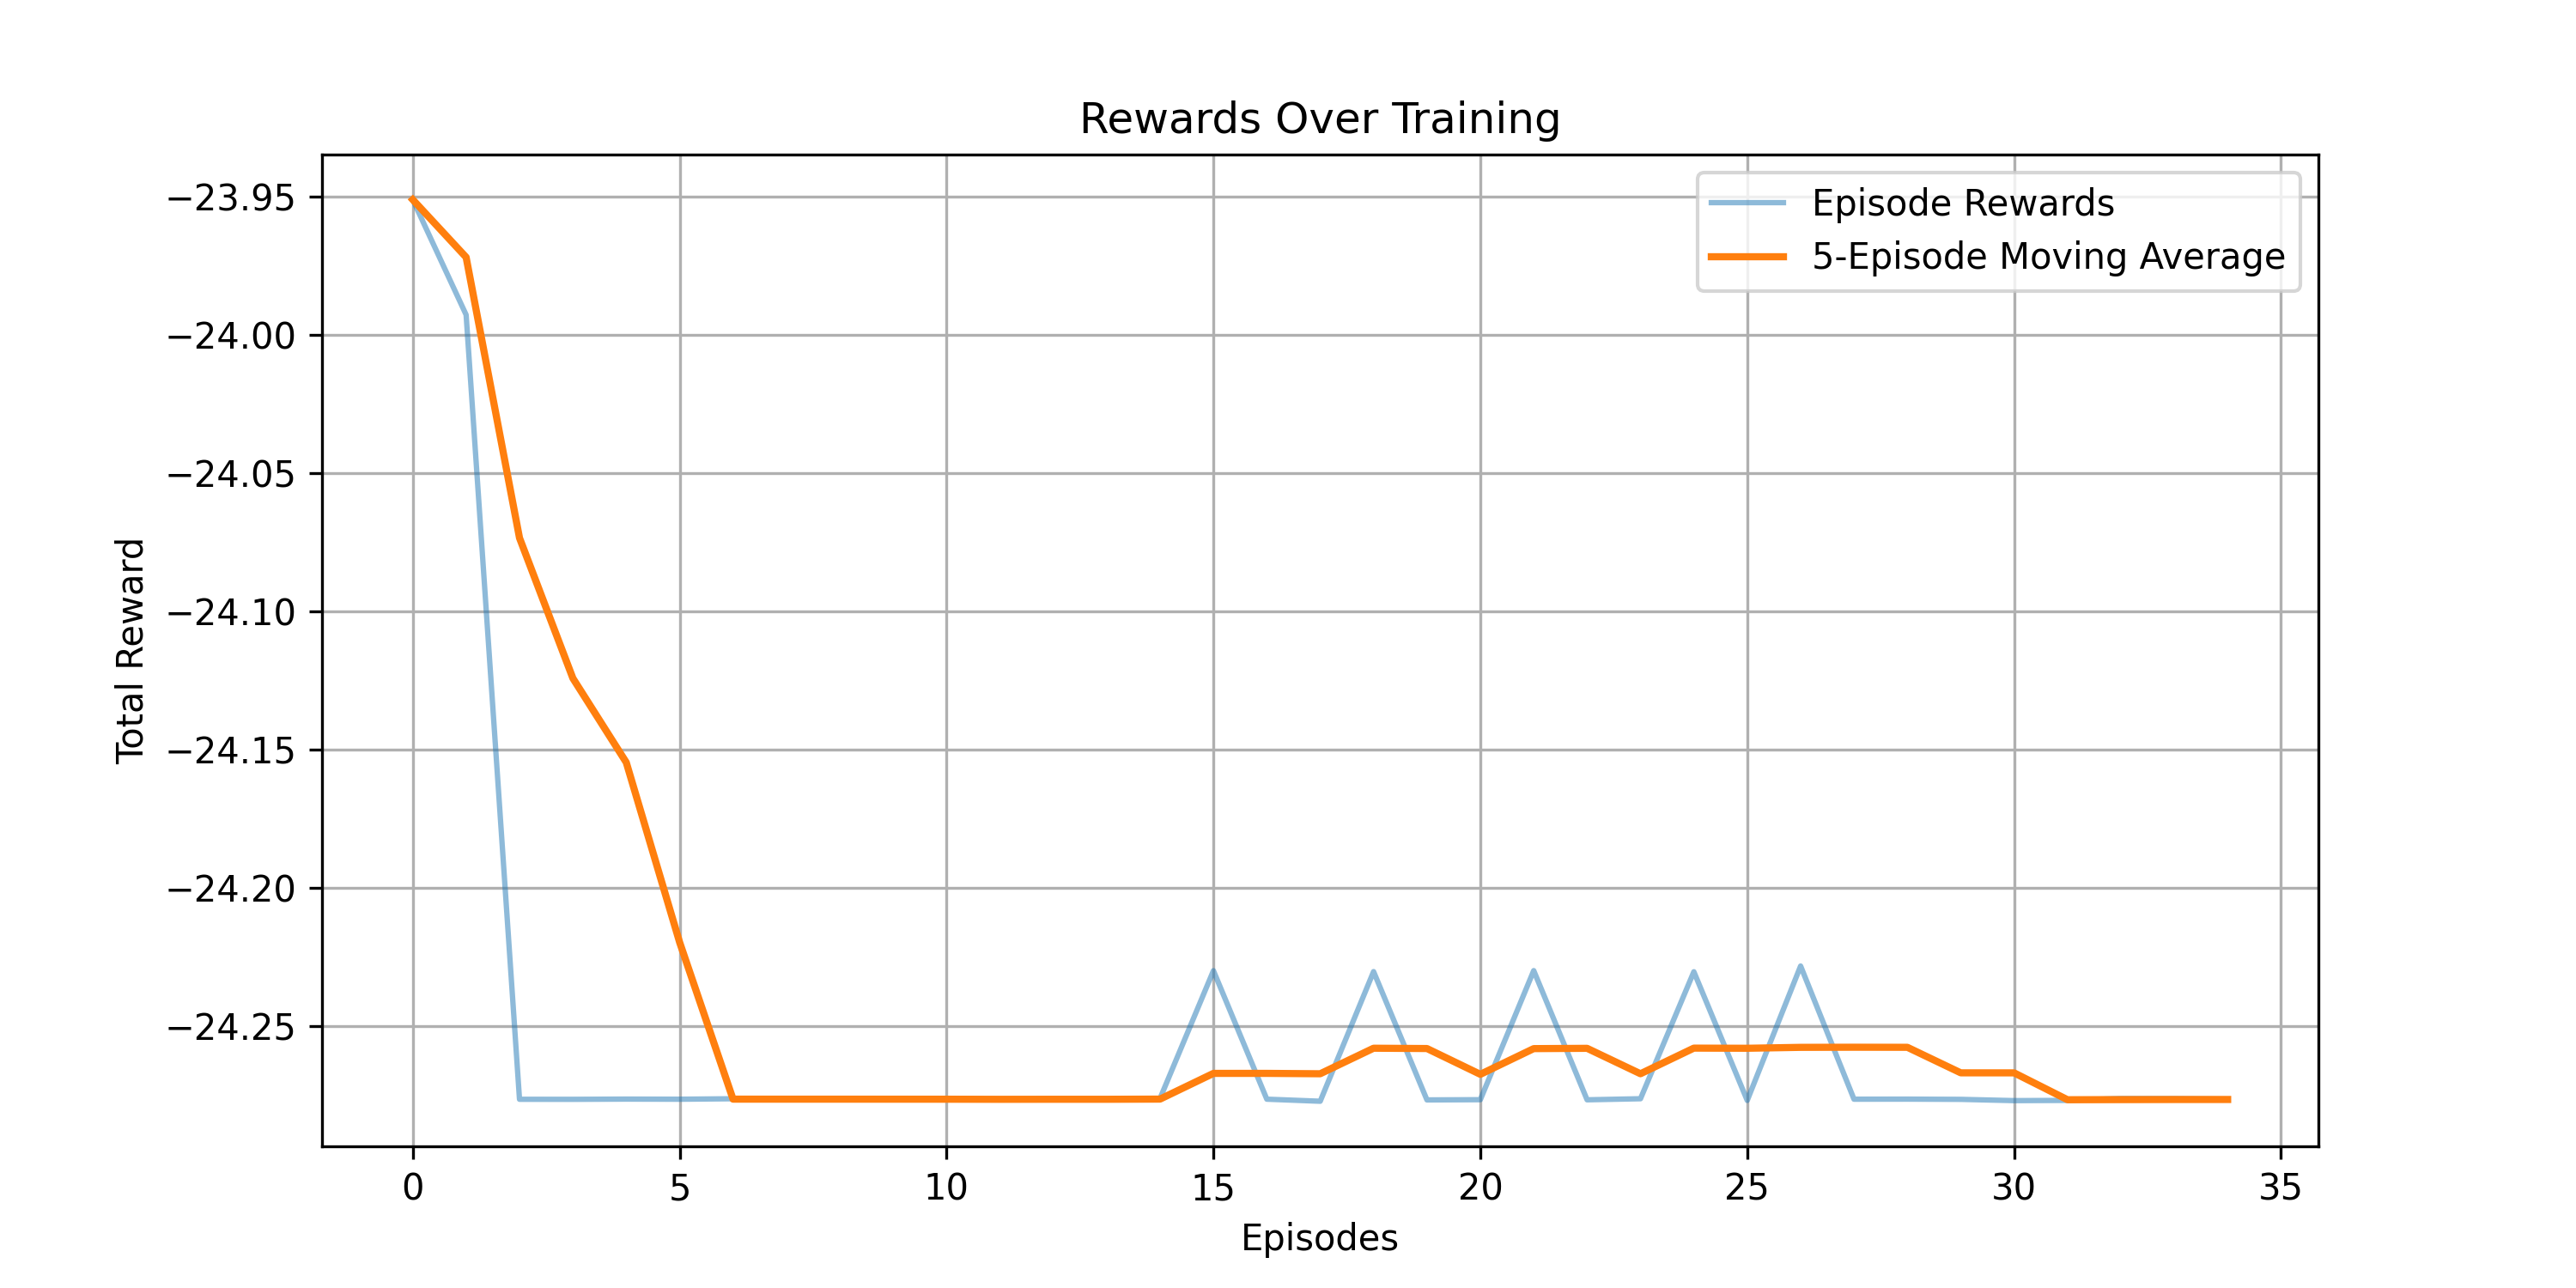 Rewards Over Training
Episode Rewards
5-Episode Moving Average
Total Reward
−23.95
−24.00
−24.05
−24.10
−24.15
−24.20
−24.25
0 5 10 15 20 25 30 35
Episodes